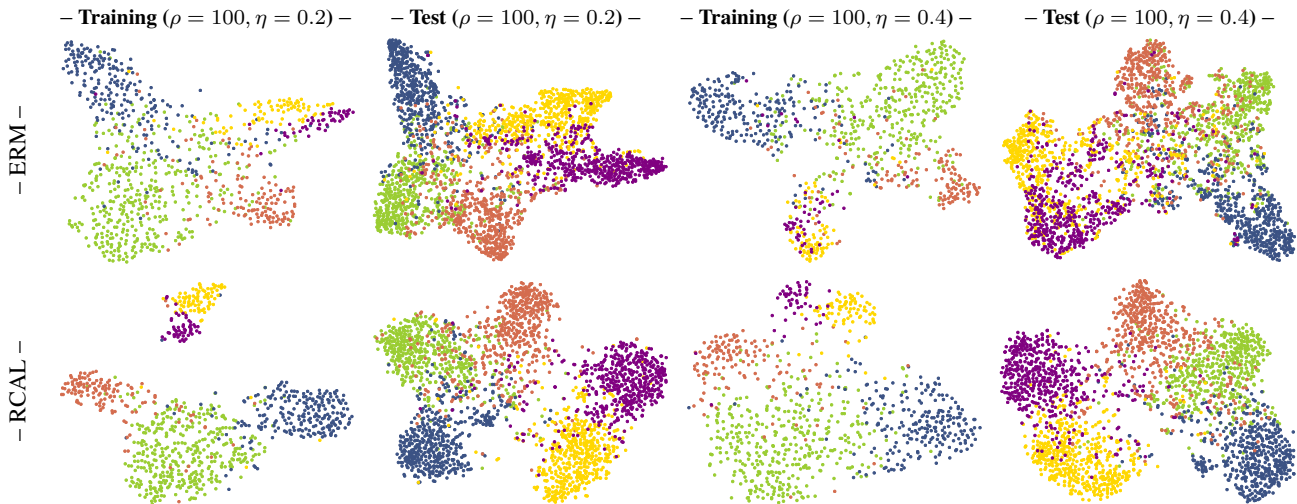 – Training (ρ = 100, η = 0.2) –
– Test (ρ = 100, η = 0.2) –
– Training (ρ = 100, η = 0.4) –
– Test (ρ = 100, η = 0.4) –
– ERM –
– RCAL –